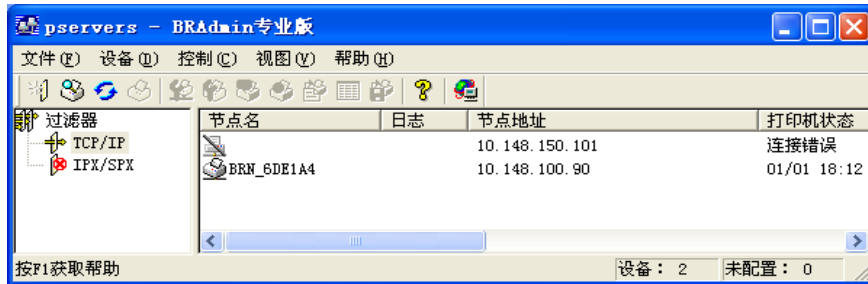 pservers - BRAdmin专业版
文件(F) 设备(D) 控制(C) 视图(V) 帮助(H)
过滤器
TCP/IP
IPX/SPX
节点名 日志 节点地址 打印机状态
10.148.150.101 连接错误
BRN_6DE1A4 10.148.100.90 01/01 18:12
按F1获取帮助 设备： 2 未配置： 0